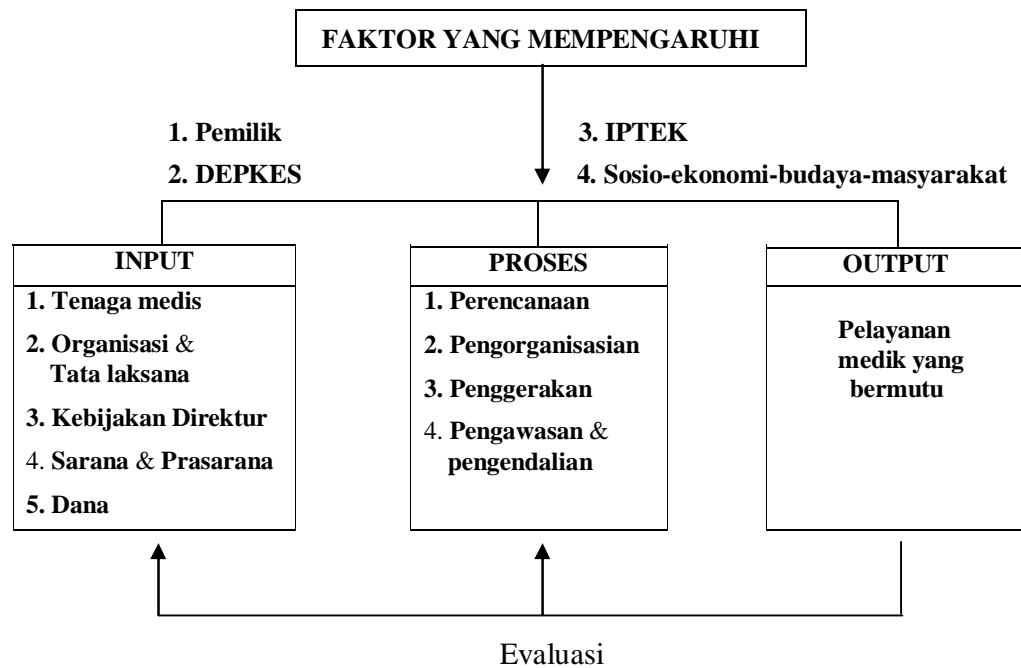 FAKTOR YANG MEMPENGARUHI
1. Pemilik
2. DEPKES
3. IPTEK
4. Sosio-ekonomi-budaya-masyarakat
INPUT
1. Tenaga medis
2. Organisasi &
Tata laksana
3. Kebijakan Direktur
4. Sarana & Prasarana
5. Dana
PROSES
1. Perencanaan
2. Pengorganisasian
3. Penggerakan
4. Pengawasan &
pengendalian
OUTPUT
Pelayanan
medik yang
bermutu
Evaluasi